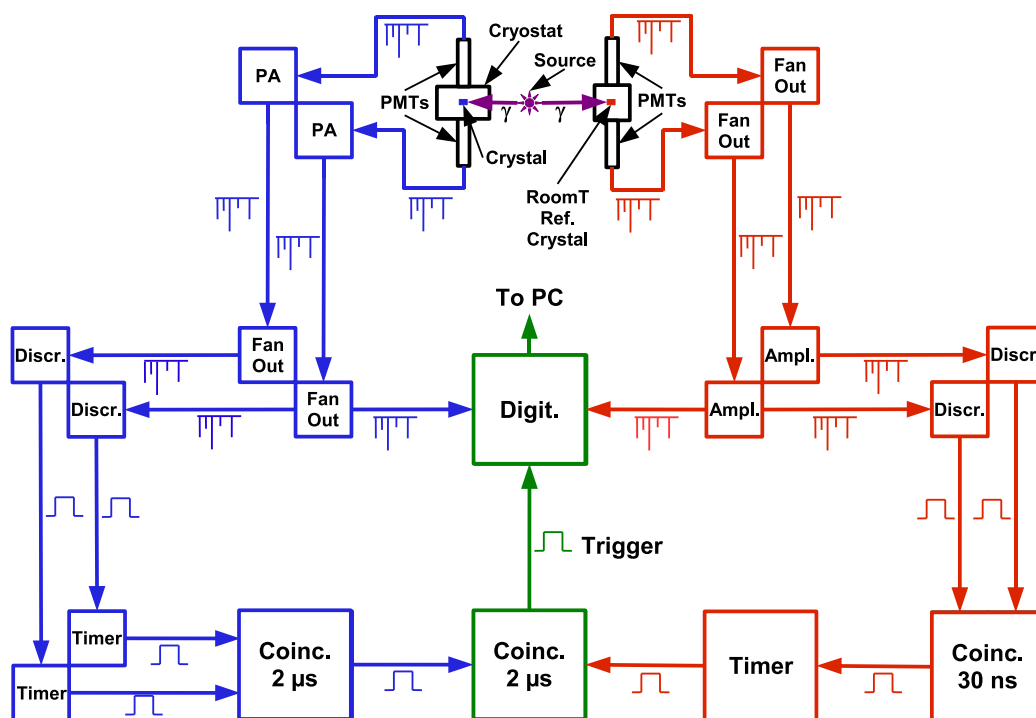 Cryostat
Source
PA
PMTs
γ
γ
PMTs
Fan
Out
PA
Fan
Out
Crystal
RoomT
Ref.
Crystal
To PC
Discr.
Fan
Out
Ampl.
Discr
Discr.
Fan
Out
Digit.
Ampl.
Discr.
Trigger
Timer
Coinc.
2 µs
Coinc.
2 µs
Timer
Coinc.
30 ns
Timer